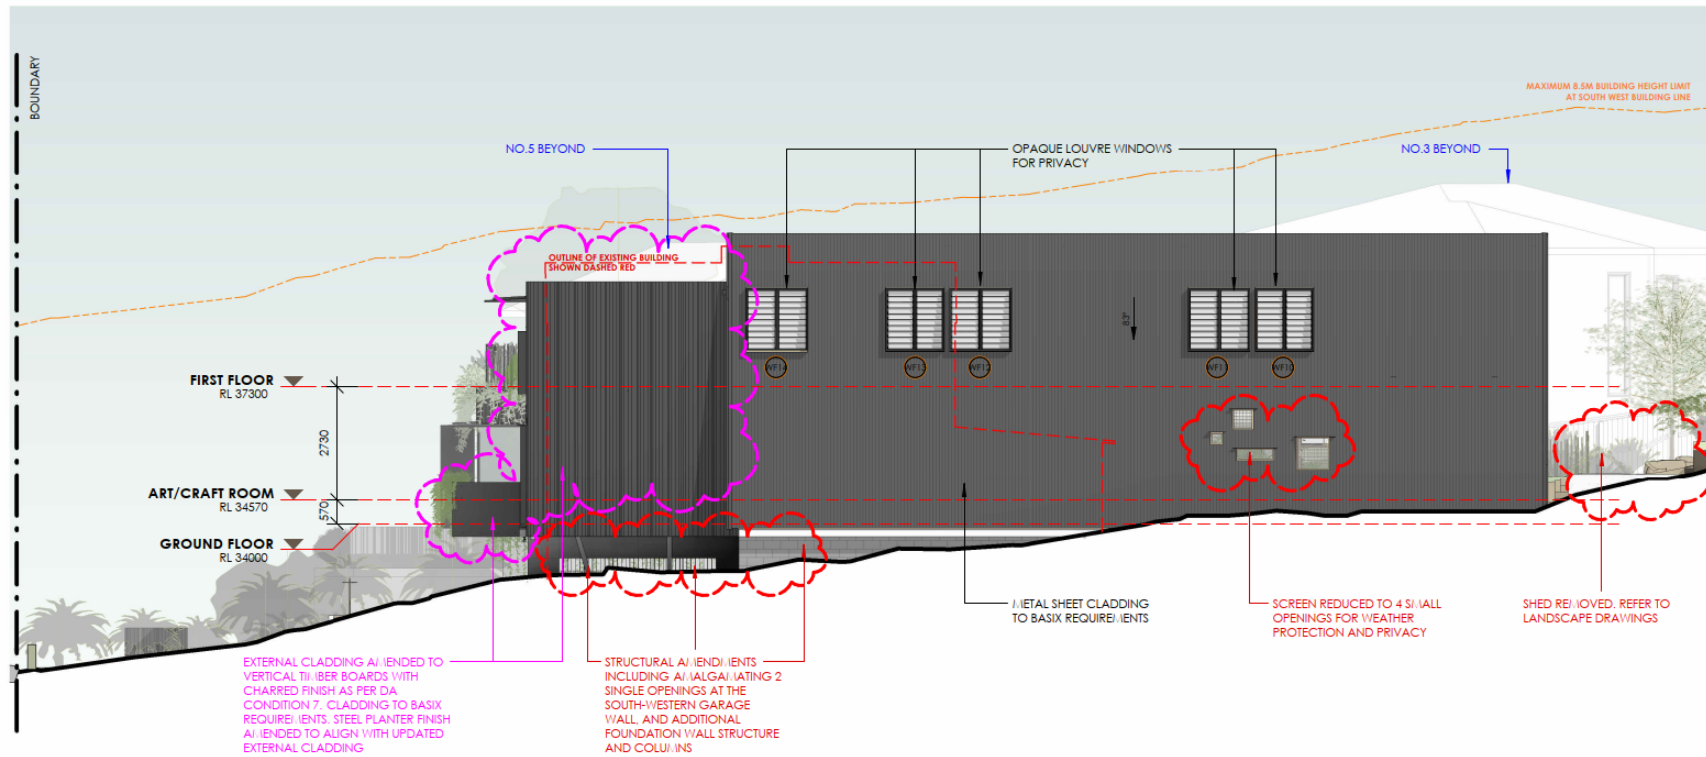 BOUNDARY
MAXIMUM 8.5M BUILDING HEIGHT LIMIT
AT SOUTH WEST BUILDING LINE
NO.5 BEYOND
OPAQUE LOUVRE WINDOWS
FOR PRIVACY
NO.3 BEYOND
OUTLINE OF EXISTING BUILDING
SHOWN DASHED RED
83°
WF14
WF13
WF12
WF11
WF10
FIRST FLOOR
RL 37300
2730
ART/CRAFT ROOM
RL 34570
570
GROUND FLOOR
RL 34000
METAL SHEET CLADDING
TO BASIX REQUIREMENTS
SCREEN REDUCED TO 4 SMALL
OPENINGS FOR WEATHER
PROTECTION AND PRIVACY
SHED REMOVED. REFER TO
LANDSCAPE DRAWINGS
EXTERNAL CLADDING AMENDED TO
VERTICAL TIMBER BOARDS WITH
CHARRED FINISH AS PER DA
CONDITION 7. CLADDING TO BASIX
REQUIREMENTS. STEEL PLANTER FINISH
AMENDED TO ALIGN WITH UPDATED
EXTERNAL CLADDING
STRUCTURAL AMENDMENTS
INCLUDING AMALGAMATING 2
SINGLE OPENINGS AT THE
SOUTH-WESTERN GARAGE
WALL, AND ADDITIONAL
FOUNDATION WALL STRUCTURE
AND COLUMNS